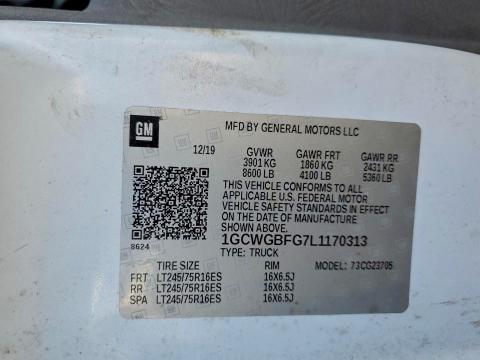 GM
MFD BY GENERAL MOTORS LLC
12/19 GVWR GAWR FRT GAWR RR
3901 KG 1860 KG 2431 KG
8600 LB 4100 LB 5360 LB
THIS VEHICLE CONFORMS TO ALL
APPLICABLE U.S. FEDERAL MOTOR
VEHICLE SAFETY STANDARDS IN EFFECT
ON THE DATE OF MANUFACTURE
SHOWN ABOVE.
8624 1GCWGBFG7L1170313
TYPE: TRUCK MODEL: 73CG23705
TIRE SIZE RIM
FRT LT245/75R16ES 16X6.5J
RR LT245/75R16ES 16X6.5J
SPA LT245/75R16ES 16X6.5J